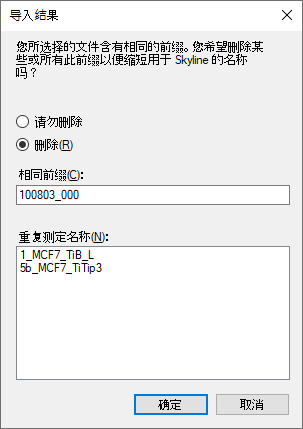 导入结果
您所选择的文件含有相同的前缀。您希望删除某
些或所有此前缀以便缩短用于 Skyline 的名称
吗？
请勿删除
删除(R)
相同前缀(C):
100803_000
重复测定名称(N):
1_MCF7_TiB_L
5b_MCF7_TiTip3
确定
取消